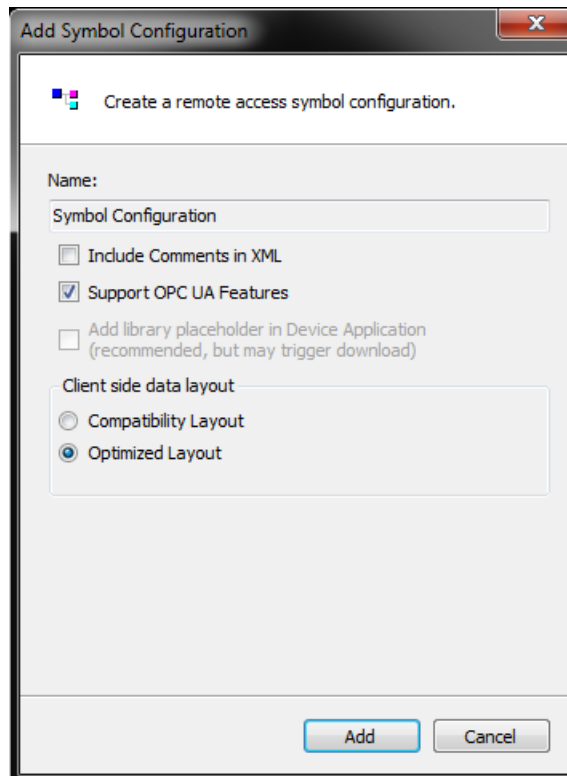 Add Symbol Configuration
Create a remote access symbol configuration.
Name:
Symbol Configuration
Include Comments in XML
Support OPC UA Features
Add library placeholder in Device Application
(recommended, but may trigger download)
Client side data layout
Compatibility Layout
Optimized Layout
Add
Cancel